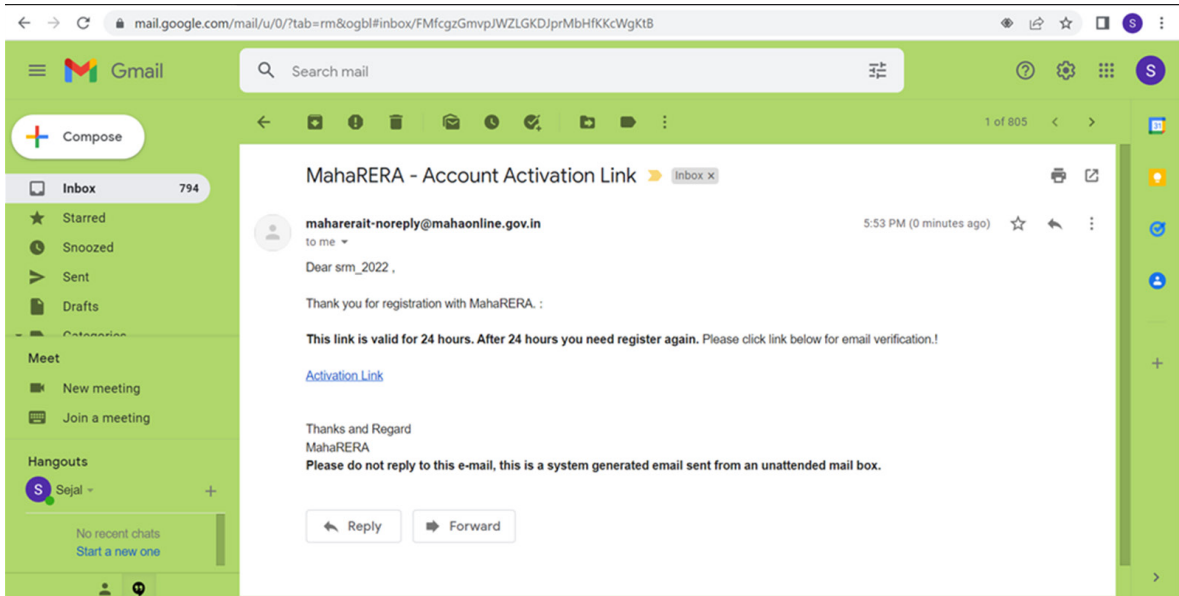 mail.google.com/mail/u/0/?tab=rm&ogbl#inbox/FMfcgzGmvpJWZLGKDJprMbHfKKcWgKtB
S
Gmail
Search mail
S
Compose
1 of 805
31
Inbox 794
Starred
Snoozed
Sent
Drafts
Categories
Meet
New meeting
Join a meeting
Hangouts
S Sejal
No recent chats
Start a new one
MahaRERA - Account Activation Link Inbox x
maharerait-noreply@mahaonline.gov.in 5:53 PM (0 minutes ago)
to me
Dear srm_2022 ,
Thank you for registration with MahaRERA. :
This link is valid for 24 hours. After 24 hours you need register again. Please click link below for email verification.!
Activation Link
Thanks and Regard
MahaRERA
Please do not reply to this e-mail, this is a system generated email sent from an unattended mail box.
Reply
Forward